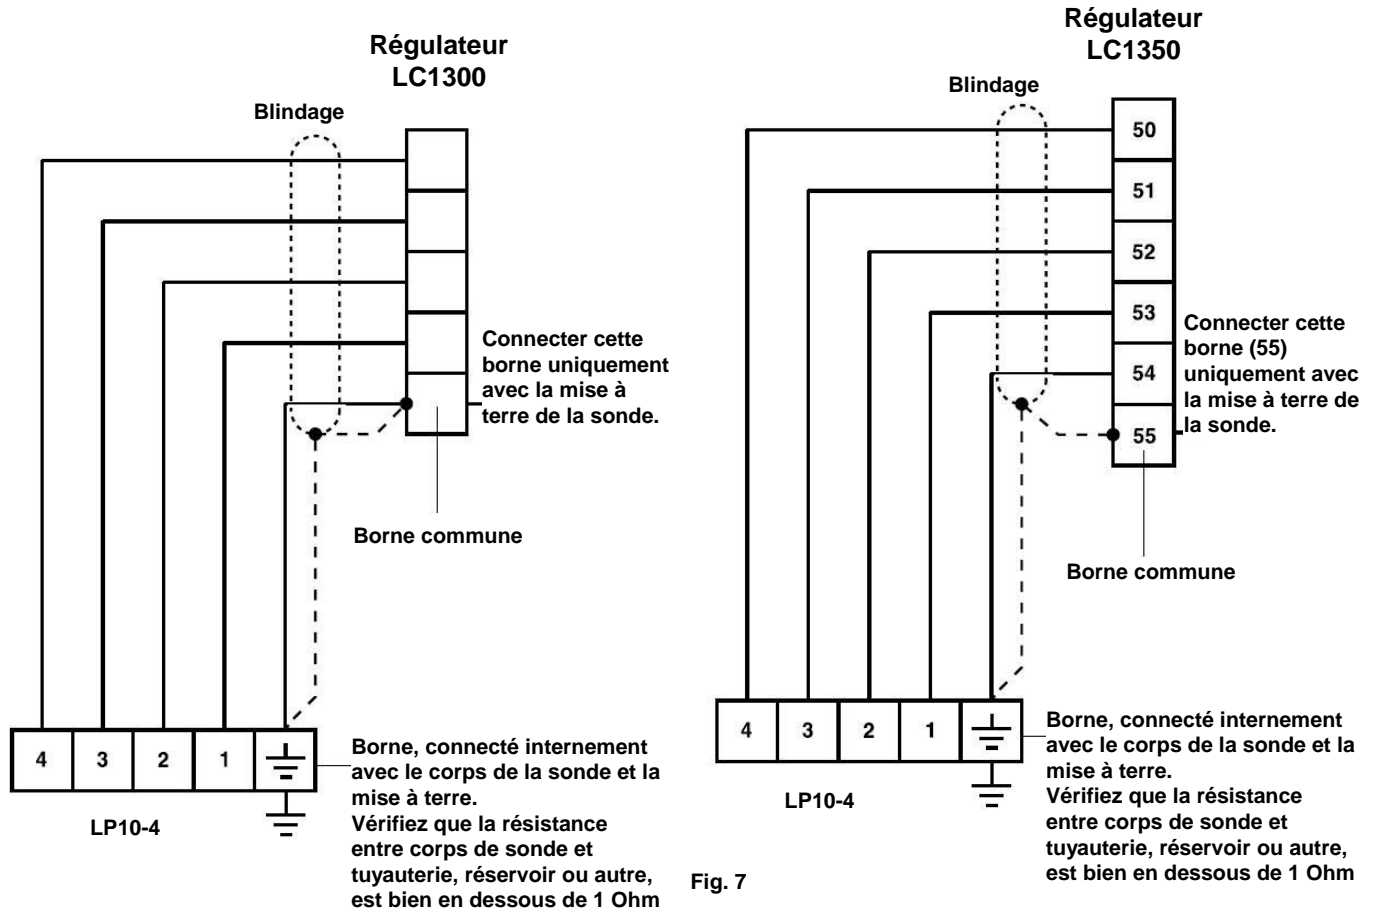 Régulateur
LC1300
Blindage
Connecter cette
borne uniquement
avec la mise à
terre de la sonde.
Borne commune
4 3 2 1
LP10-4
Borne, connecté internement
avec le corps de la sonde et la
mise à terre.
Vérifiez que la résistance
entre corps de sonde et
tuyauterie, réservoir ou autre,
est bien en dessous de 1 Ohm
Régulateur
LC1350
Blindage
50
51
52
53
54
55
Connecter cette
borne (55)
uniquement avec
la mise à terre de
la sonde.
Borne commune
4 3 2 1
LP10-4
Borne, connecté internement
avec le corps de la sonde et la
mise à terre.
Vérifiez que la résistance
entre corps de sonde et
tuyauterie, réservoir ou autre,
est bien en dessous de 1 Ohm
Fig. 7